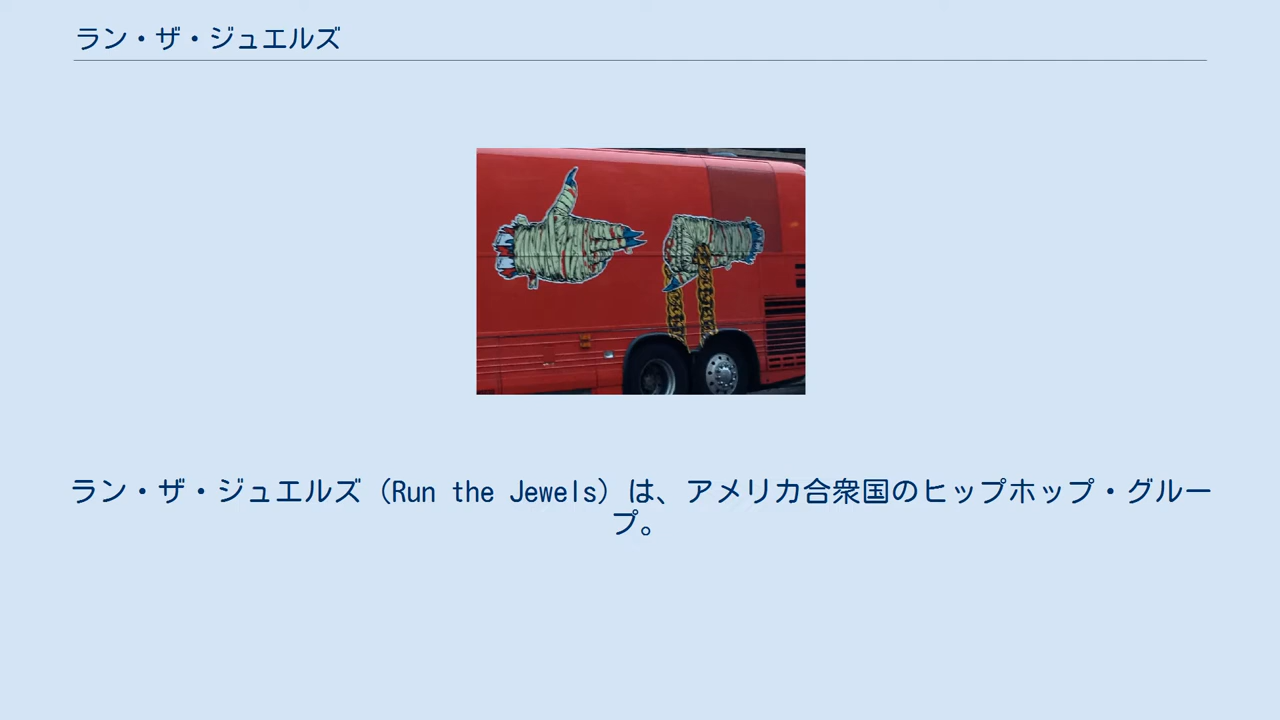 ラン・ザ・ジュエルズ
ラン・ザ・ジュエルズ（Run the Jewels）は、アメリカ合衆国のヒップホップ・グルー
プ。